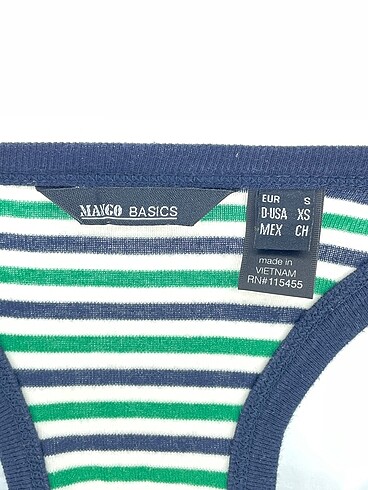 MANGO BASICS
EUR S
D-USA XS
MEX CH
made in
VIETNAM
RN#115455